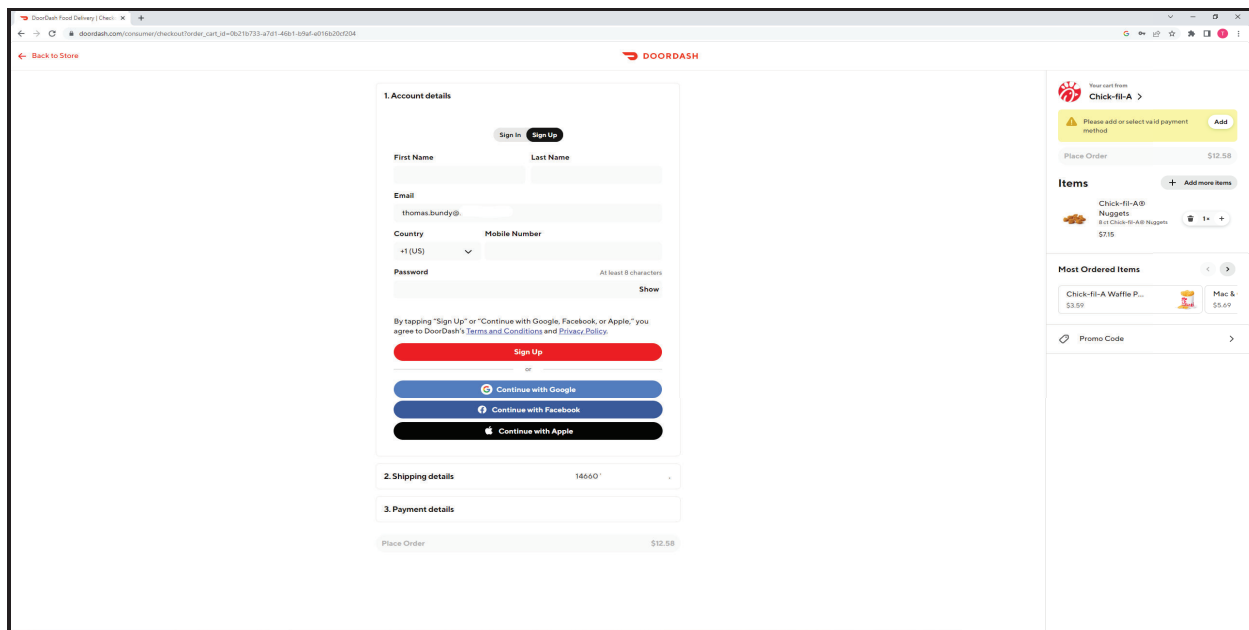 DoorDash Food Delivery | Check
doordash.com/consumer/checkout?order_cart_id=0b21b733-a7d1-46b1-b9af-e016b20cf204
Back to Store
DOORDASH
1. Account details
Sign In Sign Up
First Name Last Name
Email
thomas.bundy@
Country Mobile Number
+1 (US)
Password At least 8 characters
Show
By tapping "Sign Up" or "Continue with Google, Facebook, or Apple," you
agree to DoorDash's Terms and Conditions and Privacy Policy.
Sign Up
or
Continue with Google
Continue with Facebook
Continue with Apple
2. Shipping details 14660
3. Payment details
Place Order $12.58
Your cart from
Chick-fil-A
Please add or select valid payment
method
Add
Place Order $12.58
Items + Add more items
Chick-fil-A®
Nuggets
8 ct Chick-fil-A® Nuggets
$7.15
1× +
Most Ordered Items
Chick-fil-A Waffle P...
$3.59
Mac &
$5.69
Promo Code